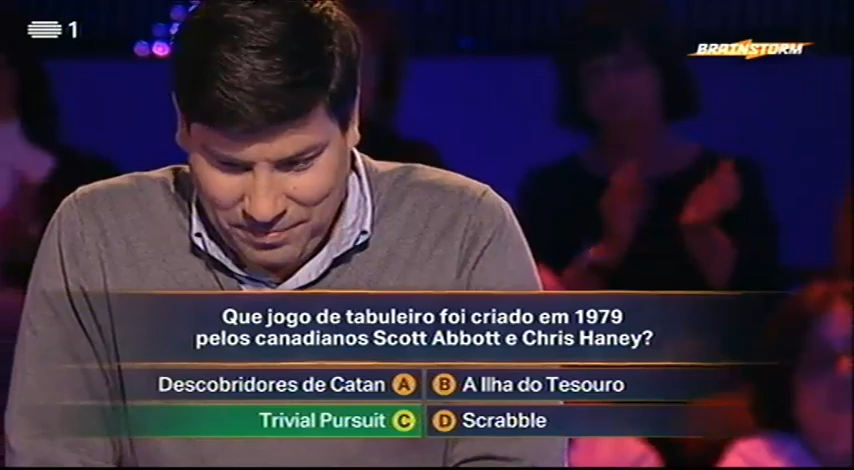 1
BRAINSTORM
Que jogo de tabuleiro foi criado em 1979
pelos canadianos Scott Abbott e Chris Haney?
Descobridores de Catan A
B A Ilha do Tesouro
Trivial Pursuit C
D Scrabble